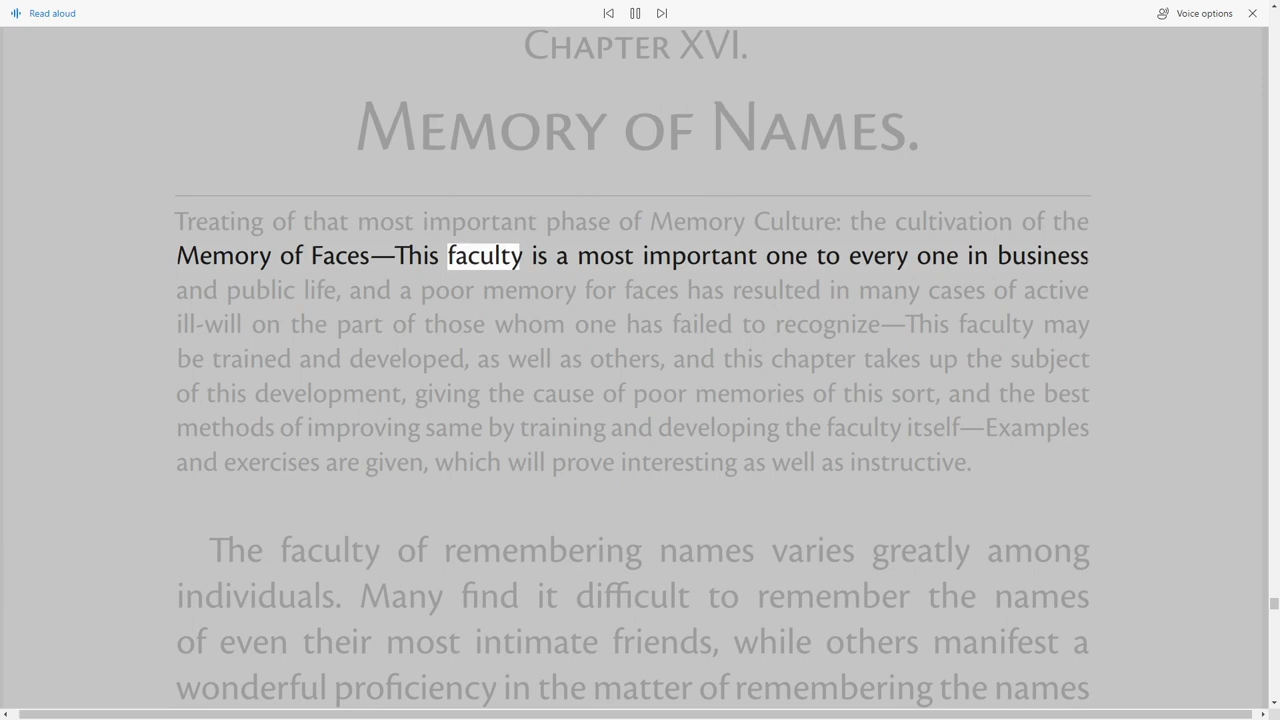 Read aloud
Voice options
Chapter XVI.
Memory of Names.
Treating of that most important phase of Memory Culture: the cultivation of the
Memory of Faces—This faculty is a most important one to every one in business
and public life, and a poor memory for faces has resulted in many cases of active
ill-will on the part of those whom one has failed to recognize—This faculty may
be trained and developed, as well as others, and this chapter takes up the subject
of this development, giving the cause of poor memories of this sort, and the best
methods of improving same by training and developing the faculty itself—Examples
and exercises are given, which will prove interesting as well as instructive.
The faculty of remembering names varies greatly among
individuals. Many find it difficult to remember the names
of even their most intimate friends, while others manifest a
wonderful proficiency in the matter of remembering the names